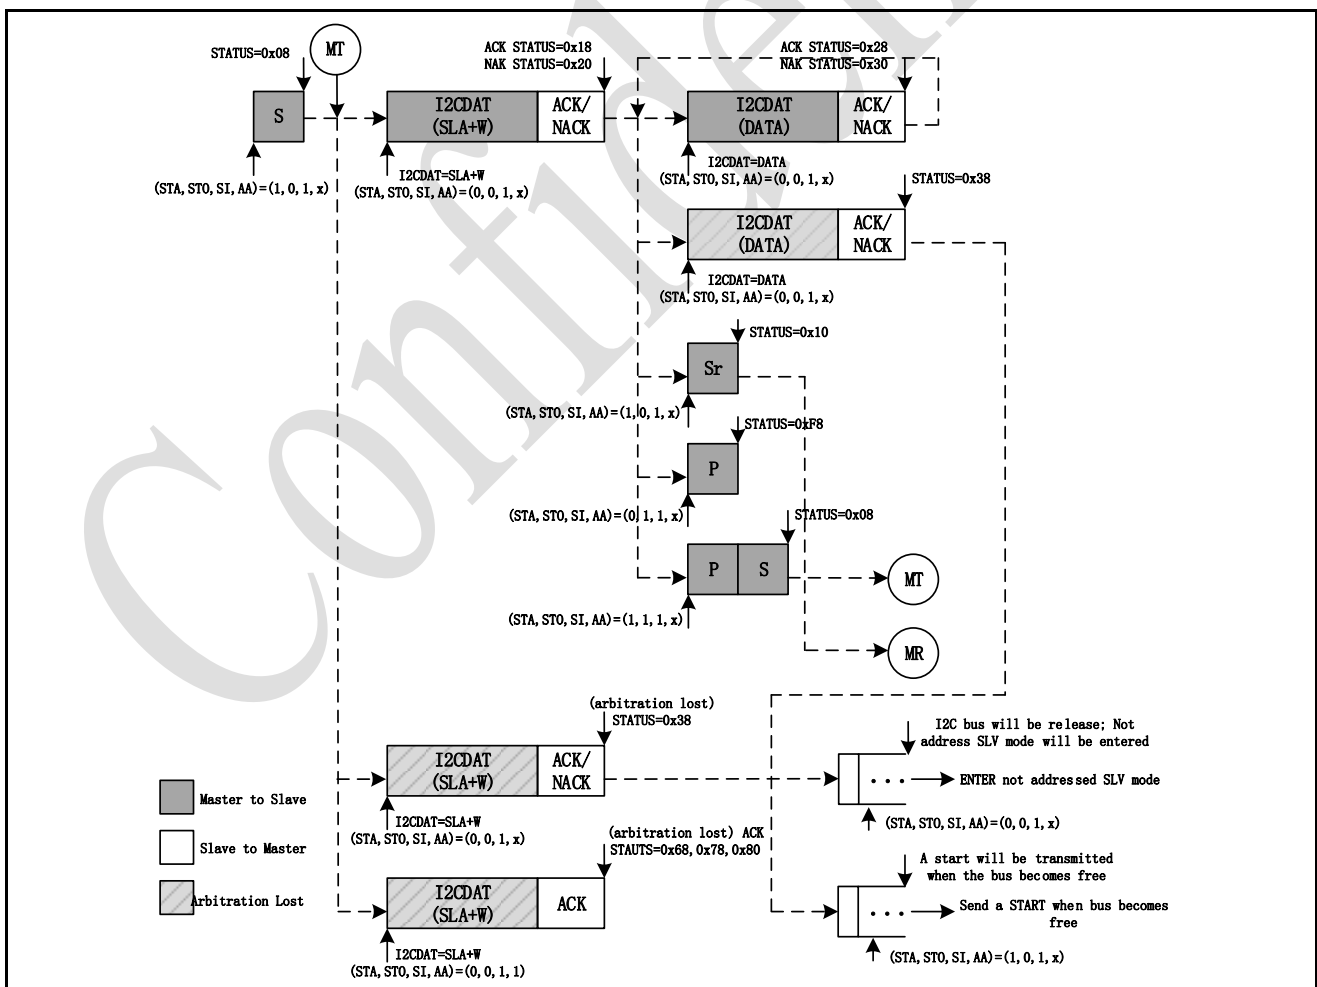 MT
STATUS=0x08
ACK STATUS=0x18
NAK STATUS=0x20
ACK STATUS=0x28
NAK STATUS=0x30
S
I2CDAT
(SLA+W)
ACK/
NACK
I2CDAT
(DATA)
ACK/
NACK
(STA, STO, SI, AA)=(1, 0, 1, x)
I2CDAT=SLA+W
(STA, STO, SI, AA)=(0, 0, 1, x)
I2CDAT=DATA
(STA, STO, SI, AA)=(0, 0, 1, x)
STATUS=0x38
I2CDAT
(DATA)
ACK/
NACK
I2CDAT=DATA
(STA, STO, SI, AA)=(0, 0, 1, x)
STATUS=0x10
Sr
(STA, STO, SI, AA)=(1, 0, 1, x)
STATUS=0xF8
P
(STA, STO, SI, AA)=(0, 1, 1, x)
STATUS=0x08
P
S
MT
(STA, STO, SI, AA)=(1, 1, 1, x)
MR
(arbitration lost)
STATUS=0x38
I2CDAT
(SLA+W)
ACK/
NACK
I2CDAT=SLA+W
(STA, STO, SI, AA)=(0, 0, 1, x)
I2C bus will be release; Not
address SLV mode will be entered
...
ENTER not addressed SLV mode
(STA, STO, SI, AA)=(0, 0, 1, x)
Master to Slave
Slave to Master
Arbitration Lost
(arbitration lost) ACK
STAUTS=0x68, 0x78, 0x80
I2CDAT
(SLA+W)
ACK
I2CDAT=SLA+W
(STA, STO, SI, AA)=(0, 0, 1, 1)
A start will be transmitted
when the bus becomes free
...
Send a START when bus becomes
free
(STA, STO, SI, AA)=(1, 0, 1, x)
Confiden